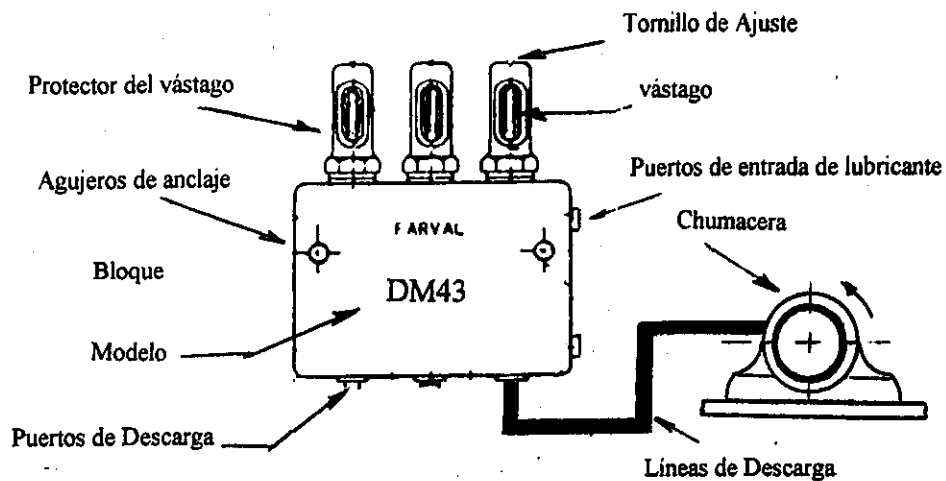 Tornillo de Ajuste
Protector del vástago
vástago
Puertos de entrada de lubricante
Agujeros de anclaje
Chumacera
FARVAL
Bloque
DM43
Modelo
Puertos de Descarga
Líneas de Descarga